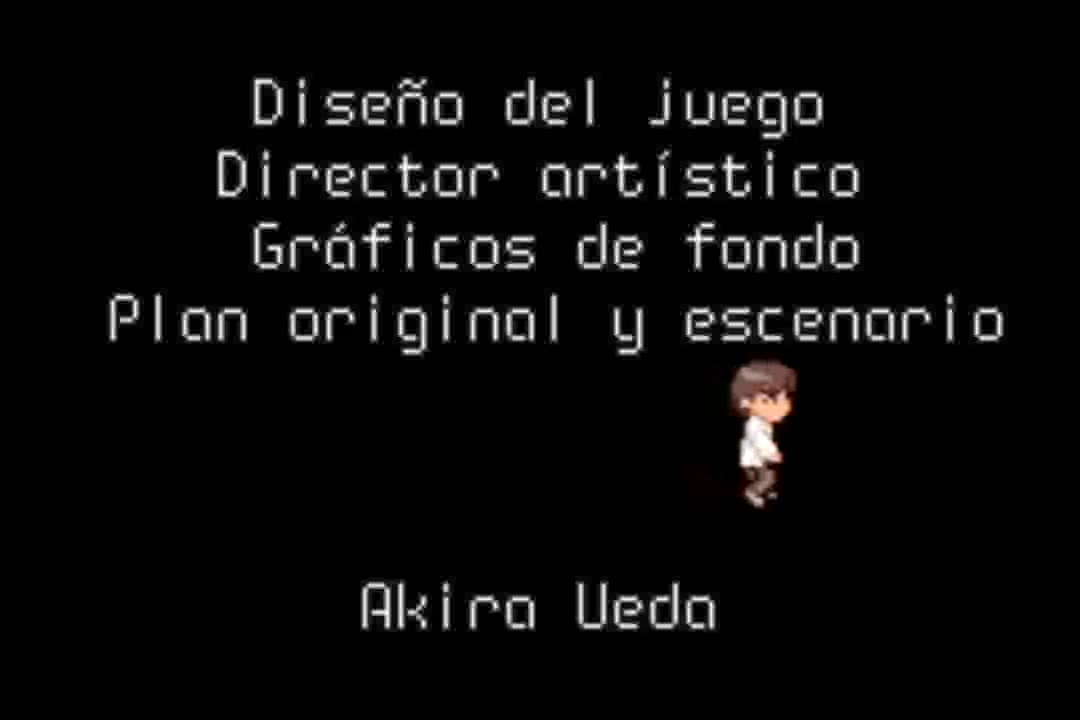 Diseño del juego
Director artístico
Gráficos de fondo
Plan original y escenario
Akira Ueda